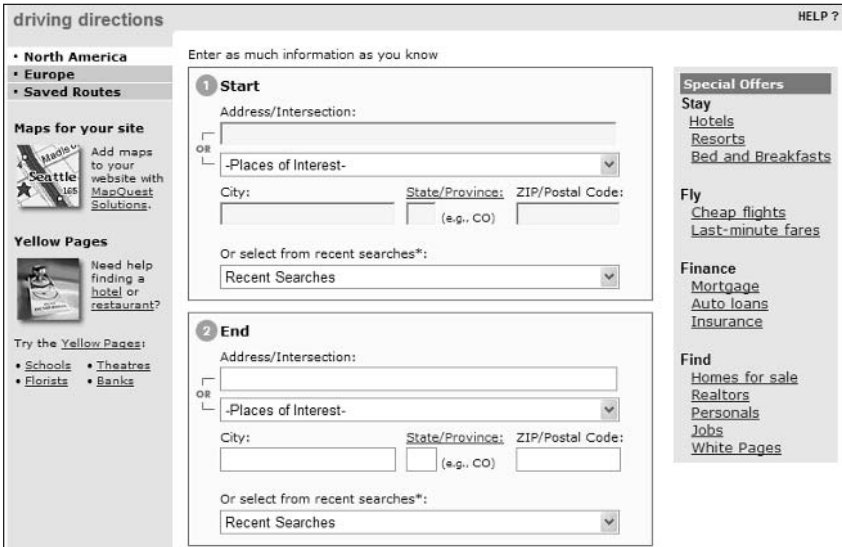 driving directions
HELP ?
• North America
• Europe
• Saved Routes
Maps for your site
Seattle
Add maps
to your
website with
MapQuest
Solutions.
Yellow Pages
Need help
finding a
hotel or
restaurant?
Try the Yellow Pages:
• Schools • Theatres
• Florists • Banks
Enter as much information as you know
1 Start
Address/Intersection:
OR
-Places of Interest-
City: State/Province: ZIP/Postal Code:
(e.g., CO)
Or select from recent searches*:
Recent Searches
2 End
Address/Intersection:
OR
-Places of Interest-
City: State/Province: ZIP/Postal Code:
(e.g., CO)
Or select from recent searches*:
Recent Searches
Special Offers
Stay
Hotels
Resorts
Bed and Breakfasts
Fly
Cheap flights
Last-minute fares
Finance
Mortgage
Auto loans
Insurance
Find
Homes for sale
Realtors
Personals
Jobs
White Pages